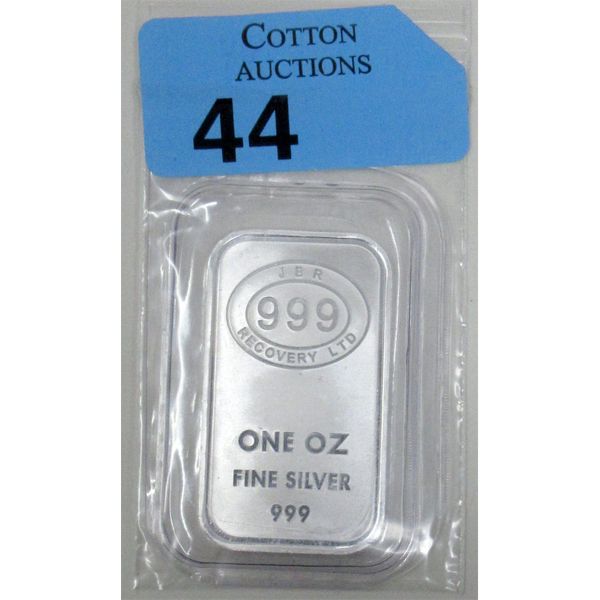 COTTON
AUCTIONS
44
JBR
999
RECOVERY LTD
ONE OZ
FINE SILVER
999